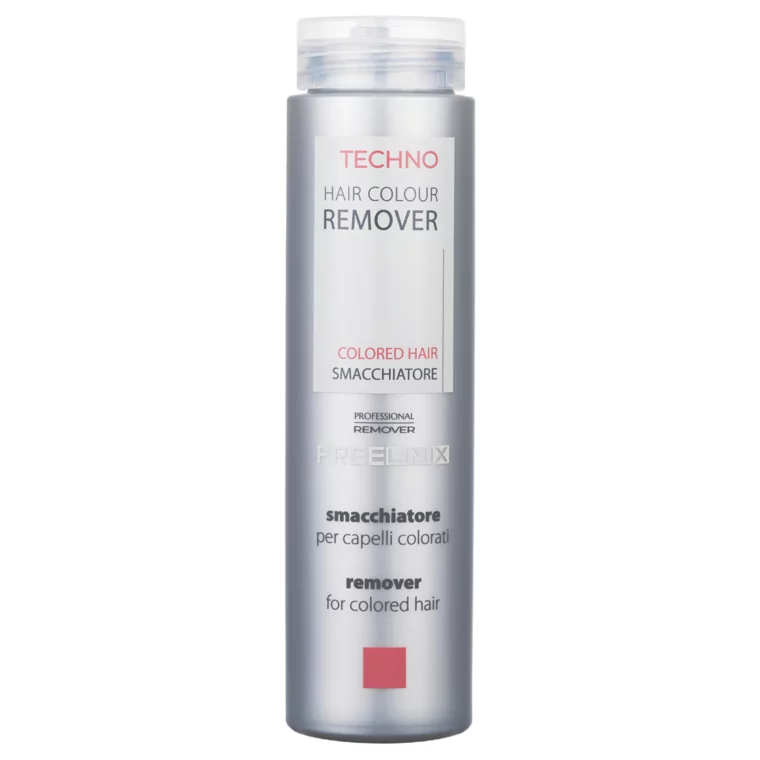 TECHNO
HAIR COLOUR
REMOVER
COLORED HAIR
SMACCHIATORE
PROFESSIONAL
REMOVER
FREELIMIX
smacchiatore
per capelli colorati
remover
for colored hair